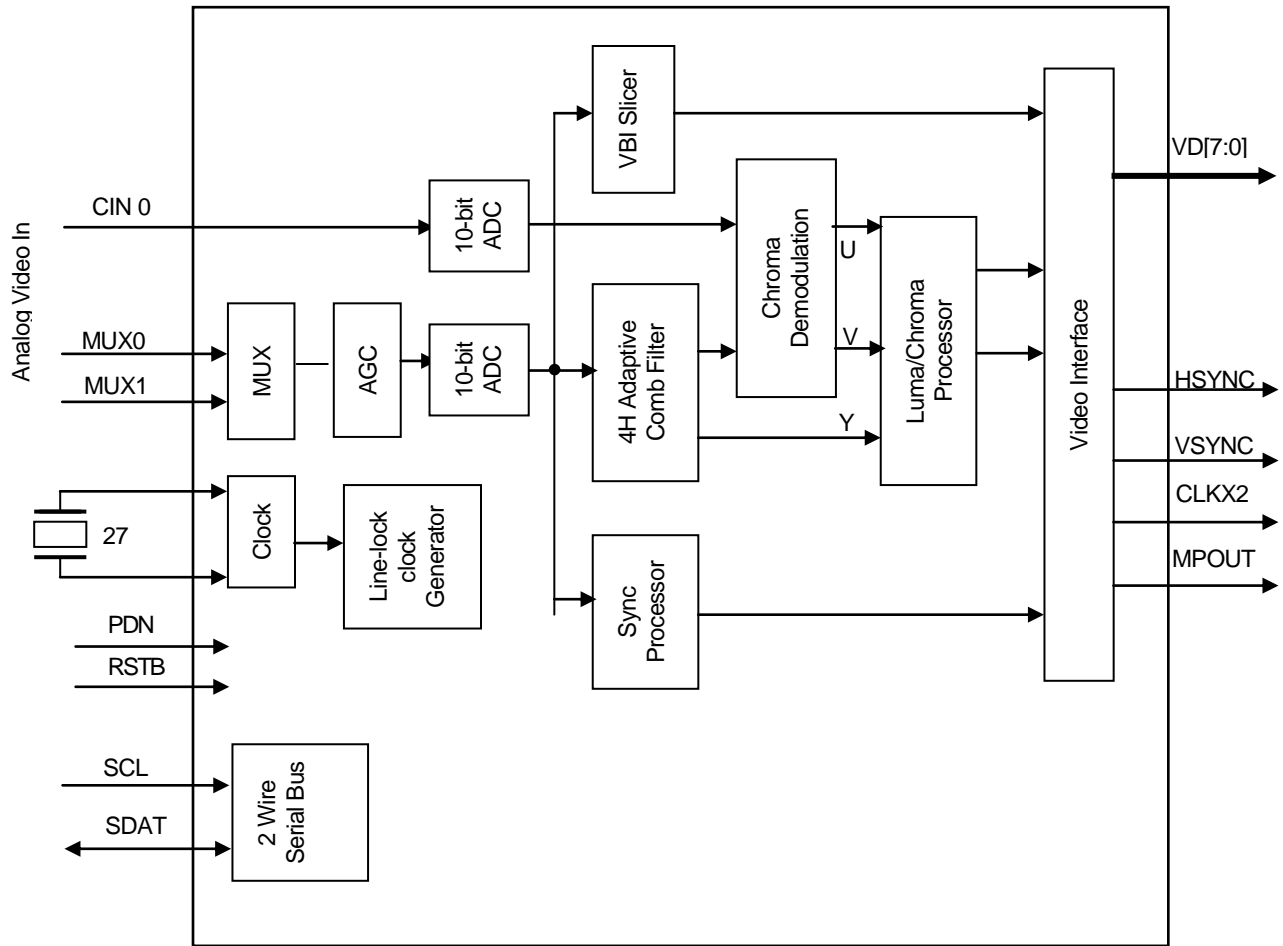 VBI Slicer
VD[7:0]
CIN 0
10-bit
ADC
Chroma
Demodulation
U
Analog Video In
MUX0
MUX1
MUX
AGC
10-bit
ADC
4H Adaptive
Comb Filter
V
Y
Luma/Chroma
Processor
Video Interface
HSYNC
VSYNC
CLKX2
MPOUT
27
Clock
Line-lock
clock
Generator
Sync
Processor
PDN
RSTB
SCL
SDAT
2 Wire
Serial Bus